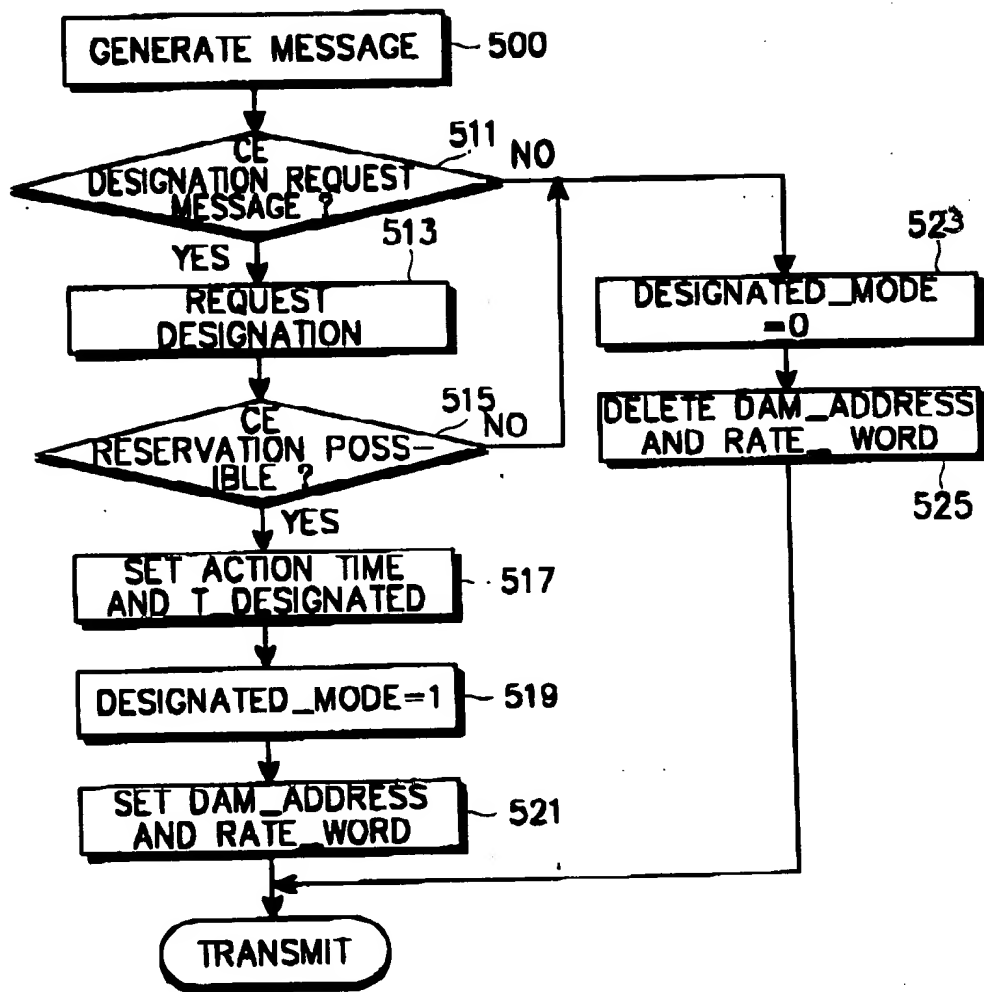 GENERATE MESSAGE
500
CE
DESIGNATION REQUEST
MESSAGE ?
511
NO
YES
513
REQUEST
DESIGNATION
CE
RESERVATION POSS-
IBLE ?
515
NO
YES
SET ACTION TIME
AND T_DESIGNATED
517
DESIGNATED_MODE=1
519
SET DAM_ADDRESS
AND RATE_WORD
521
523
DESIGNATED_MODE
=0
DELETE DAM_ADDRESS
AND RATE_ WORD
525
TRANSMIT